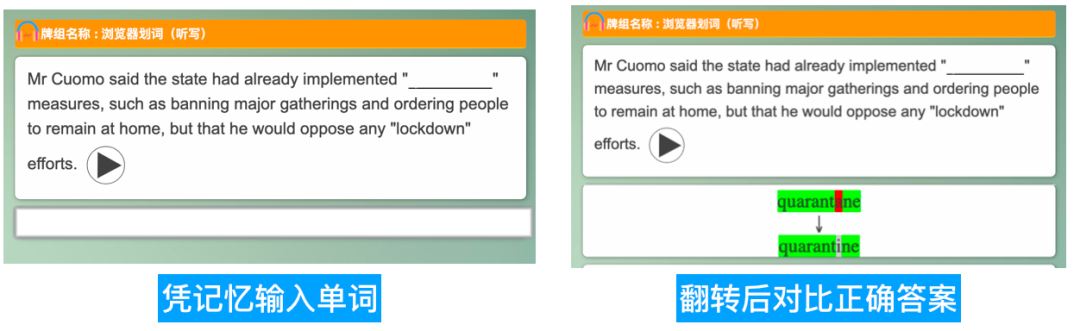 牌组名称：浏览器划词（听写）
Mr Cuomo said the state had already implemented "__________"
measures, such as banning major gatherings and ordering people
to remain at home, but that he would oppose any "lockdown"
efforts.
凭记忆输入单词
牌组名称：浏览器划词（听写）
Mr Cuomo said the state had already implemented "__________"
measures, such as banning major gatherings and ordering people
to remain at home, but that he would oppose any "lockdown"
efforts.
quarantane
↓
quarantine
翻转后对比正确答案